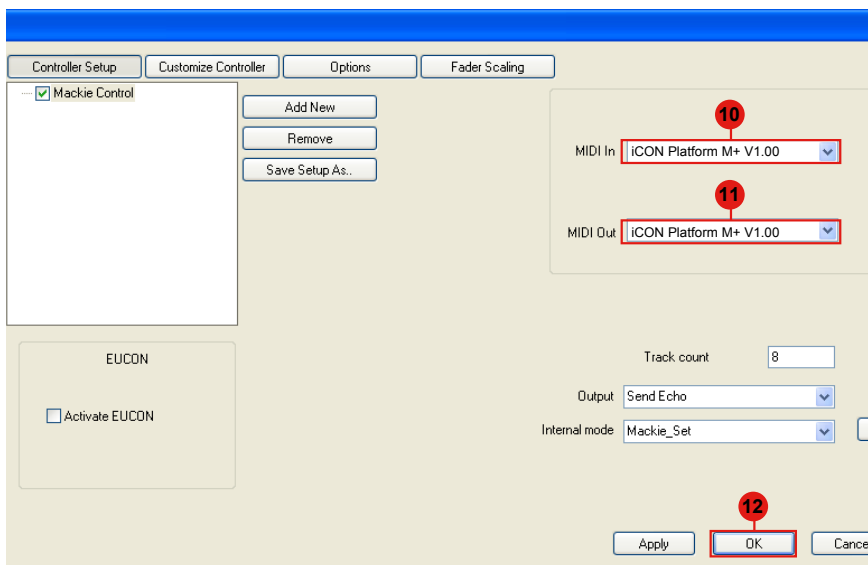 Controller Setup
Customize Controller
Options
Fader Scaling
Mackie Control
Add New
Remove
Save Setup As..
10
MIDI In
iCON Platform M+ V1.00
11
MIDI Out
iCON Platform M+ V1.00
EUCON
Activate EUCON
Track count
8
Output
Send Echo
Internal mode
Mackie_Set
12
Apply
OK
Cance